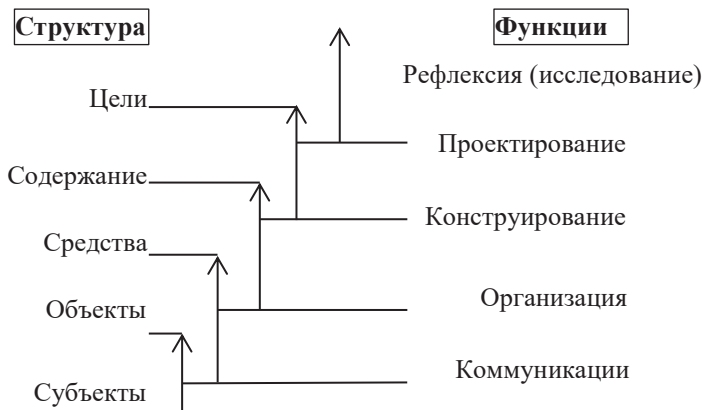 Структура
Функции
Рефлексия (исследование)
Цели
Проектирование
Содержание
Конструирование
Средства
Организация
Объекты
Коммуникации
Субъекты